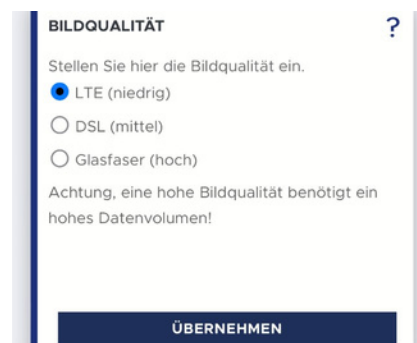 BILDQUALITÄT
?
Stellen Sie hier die Bildqualität ein.
LTE (niedrig)
DSL (mittel)
Glasfaser (hoch)
Achtung, eine hohe Bildqualität benötigt ein
hohes Datenvolumen!
ÜBERNEHMEN